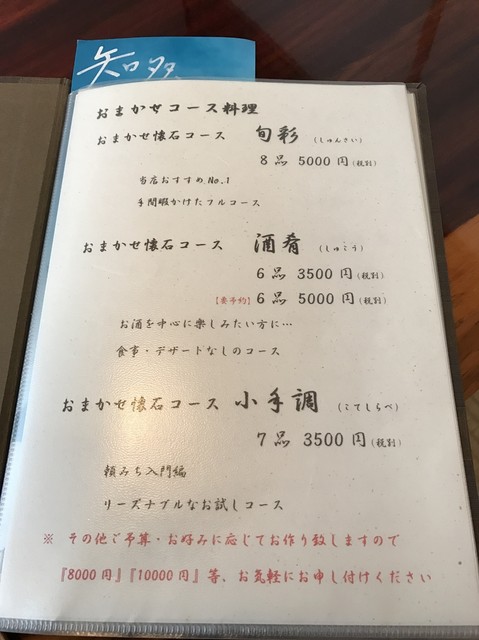 知多
おまかせコース料理
おまかせ懐石コース 旬彩 (しゅんさい)
8品 5000円(税別)
当店おすすめNo.1
手間暇かけたフルコース
おまかせ懐石コース 酒肴 (しゅこう)
6品 3500円(税別)
【要予約】6品 5000円(税別)
お酒を中心に楽しみたい方に…
食事・デザートなしのコース
おまかせ懐石コース 小手調 (こてしらべ)
7品 3500円(税別)
頼みち入門編
リーズナブルなお試しコース
※ その他ご予算・お好みに応じてお作り致しますので
『8000円』『10000円』等、お気軽にお申し付けください